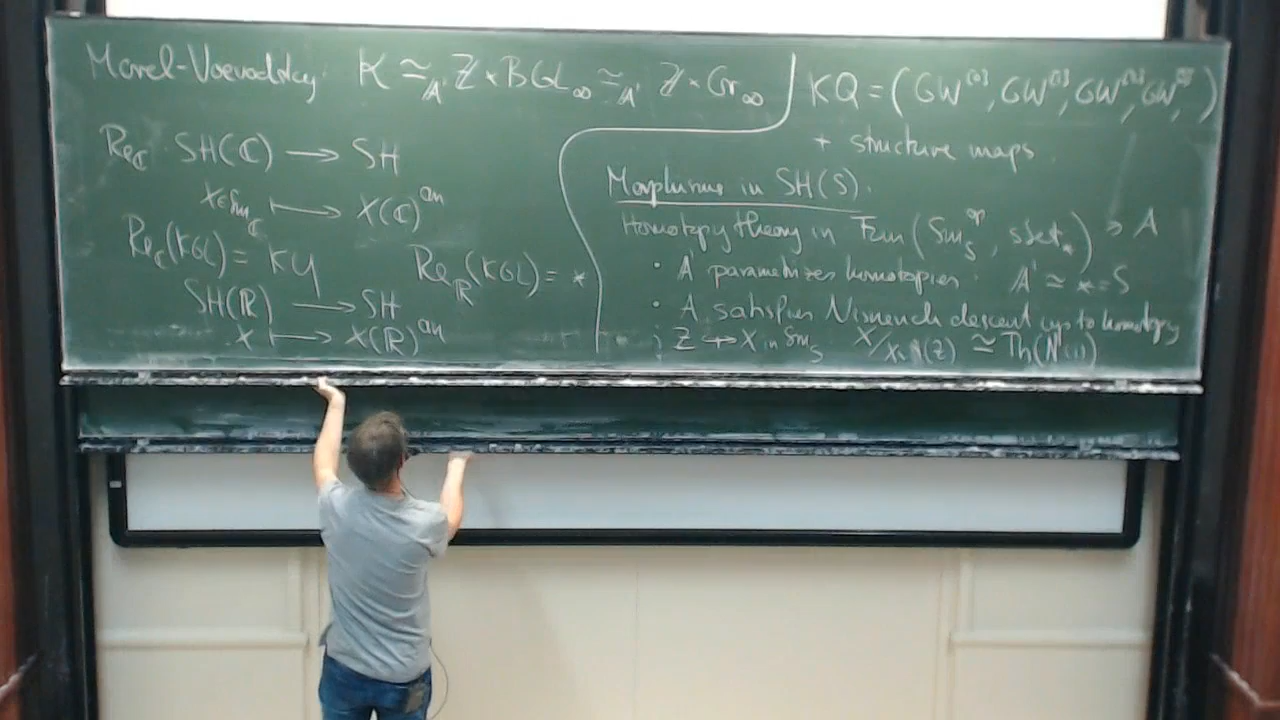 Morel-Voevodsky: K ≃_A¹ Z × BGL_∞ ≃_A¹ Z × Gr_∞
Re_C SH(C) ⟶ SH
X ∈ Sm_C ⟼ X(C)^an
Re_C(KGL) = KU Re_R(KGL) = *
SH(R) ⟶ SH
X ⟼ X(R)^an
KQ = (GW^[0], GW^[1], GW^[2], GW^[3], )
+ structure maps
Morphisms in SH(S).
Homotopy theory in Fun(Sm_S^op, sSet_*) ∋ A
· A¹ parametrizes homotopies: A¹ ≃ * = S
· A satisfies Nisnevich descent up to homotopy
i: Z ↪ X in Sm_S X/X∖i(Z) ≃ Th(N(i))